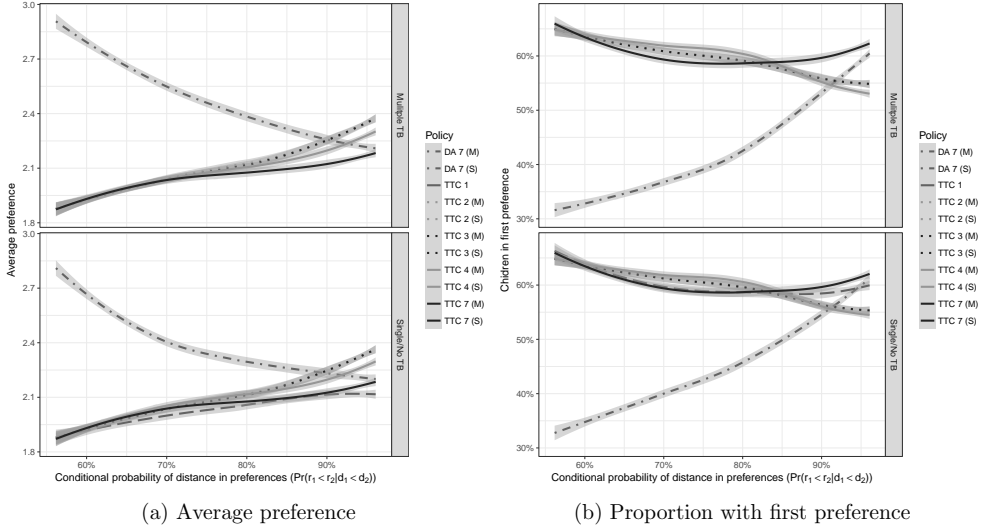 3.0
2.7
2.4
2.1
1.8
Multiple TB
3.0
2.7
2.4
2.1
1.8
Single/No TB
Average preference
60% 70% 80% 90%
Conditional probability of distance in preferences (Pr(r1 < r2|d1 < d2))
Policy
DA 7 (M)
DA 7 (S)
TTC 1
TTC 2 (M)
TTC 2 (S)
TTC 3 (M)
TTC 3 (S)
TTC 4 (M)
TTC 4 (S)
TTC 7 (M)
TTC 7 (S)
(a) Average preference
60%
50%
40%
30%
Multiple TB
60%
50%
40%
30%
Single/No TB
Chidren in first preference
60% 70% 80% 90%
Conditional probability of distance in preferences (Pr(r1 < r2|d1 < d2))
Policy
DA 7 (M)
DA 7 (S)
TTC 1
TTC 2 (M)
TTC 2 (S)
TTC 3 (M)
TTC 3 (S)
TTC 4 (M)
TTC 4 (S)
TTC 7 (M)
TTC 7 (S)
(b) Proportion with first preference